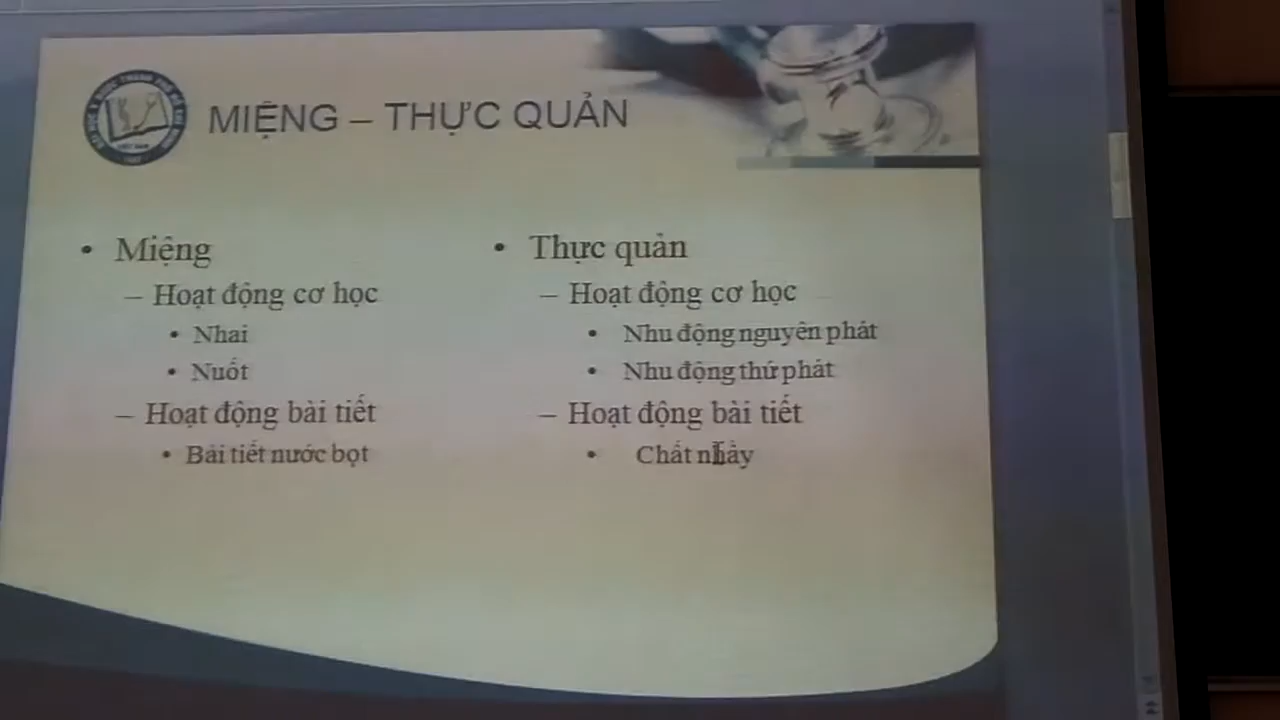 MIỆNG – THỰC QUẢN
• Miệng
– Hoạt động cơ học
• Nhai
• Nuốt
– Hoạt động bài tiết
• Bài tiết nước bọt
• Thực quản
– Hoạt động cơ học
• Nhu động nguyên phát
• Nhu động thứ phát
– Hoạt động bài tiết
• Chất nhầy